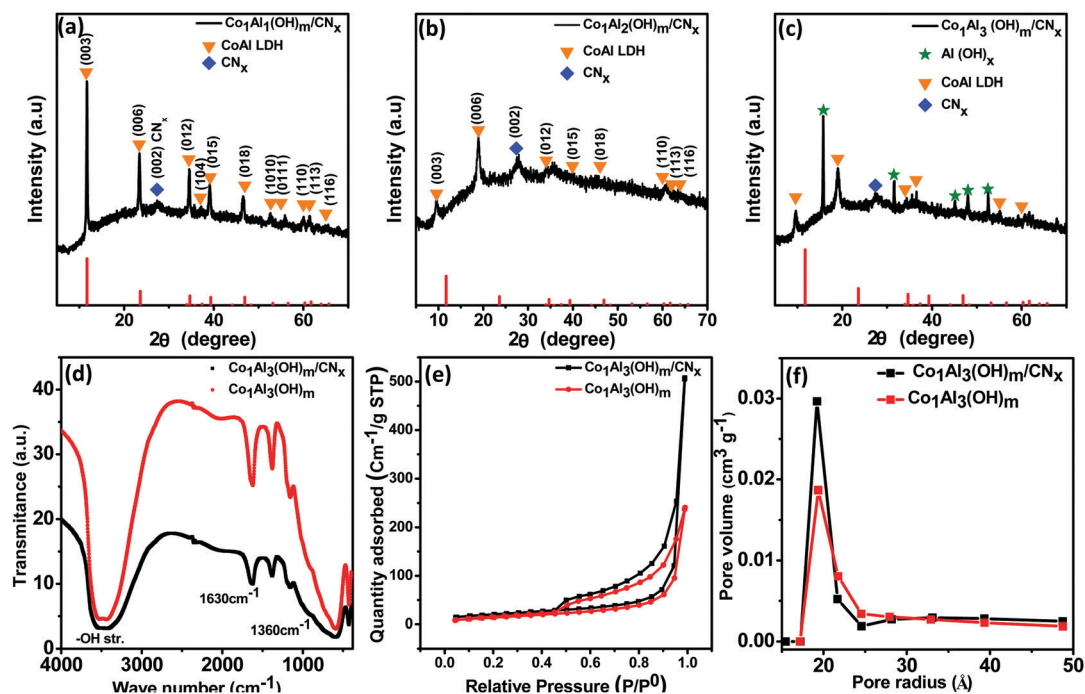 (a)
Co₁Al₁(OH)ₘ/CNₓ
CoAl LDH
CNₓ
(003)
(006)
(002) CNₓ
(012)
(104)
(015)
(018)
(1010)
(0111)
(110)
(113)
(116)
Intensity (a.u)
20 40 60
2θ (degree)
(b)
Co₁Al₂(OH)ₘ/CNₓ
CoAl LDH
CNₓ
(003)
(006)
(002)
(012)
(015)
(018)
(110)
(113)
(116)
Intensity (a.u)
10 20 30 40 50 60 70
2θ (degree)
(c)
Co₁Al₃ (OH)ₘ/CNₓ
Al (OH)ₓ
CoAl LDH
CNₓ
Intensity (a.u)
20 40 60
2θ (degree)
(d)
Co₁Al₃(OH)ₘ/CNₓ
Co₁Al₃(OH)ₘ
40
30
20
10
0
Transmitance (a.u.)
1630cm⁻¹
1360cm⁻¹
-OH str.
4000 3000 2000 1000
Wave number (cm⁻¹)
(e)
Co₁Al₃(OH)ₘ/CNₓ
Co₁Al₃(OH)ₘ
500
400
300
200
100
0
Quantity adsorbed (Cm⁻¹/g STP)
0.0 0.2 0.4 0.6 0.8 1.0
Relative Pressure (P/P⁰)
(f)
Co₁Al₃(OH)ₘ/CNₓ
Co₁Al₃(OH)ₘ
0.03
0.02
0.01
0.00
Pore volume (cm³ g⁻¹)
20 30 40 50
Pore radius (Å)